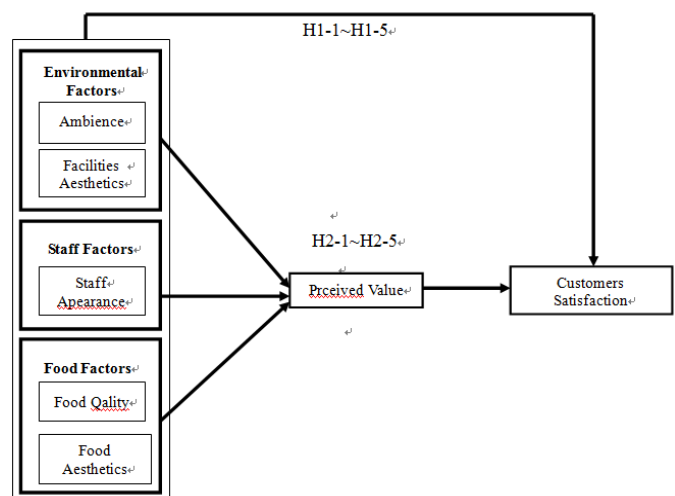 H1-1~H1-5
Environmental
Factors
Ambience
Facilities
Aesthetics
H2-1~H2-5
Staff Factors
Staff
Apearance
Prceived Value
Customers
Satisfaction
Food Factors
Food Qality
Food
Aesthetics